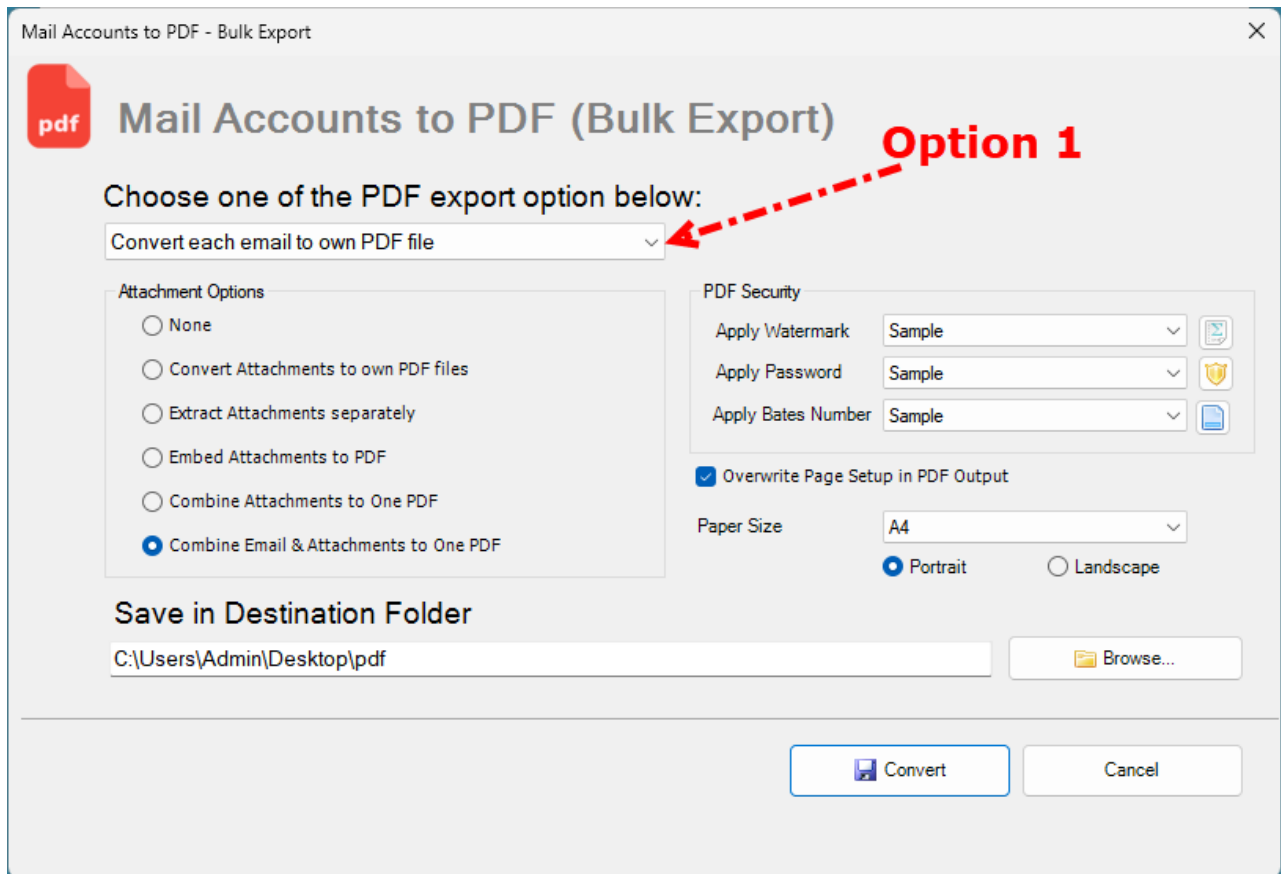 Mail Accounts to PDF - Bulk Export
pdf
Mail Accounts to PDF (Bulk Export)
Option 1
Choose one of the PDF export option below:
Convert each email to own PDF file
Attachment Options
None
Convert Attachments to own PDF files
Extract Attachments separately
Embed Attachments to PDF
Combine Attachments to One PDF
Combine Email & Attachments to One PDF
PDF Security
Apply Watermark Sample
Apply Password Sample
Apply Bates Number Sample
Overwrite Page Setup in PDF Output
Paper Size A4
Portrait Landscape
Save in Destination Folder
C:\Users\Admin\Desktop\pdf Browse...
Convert Cancel